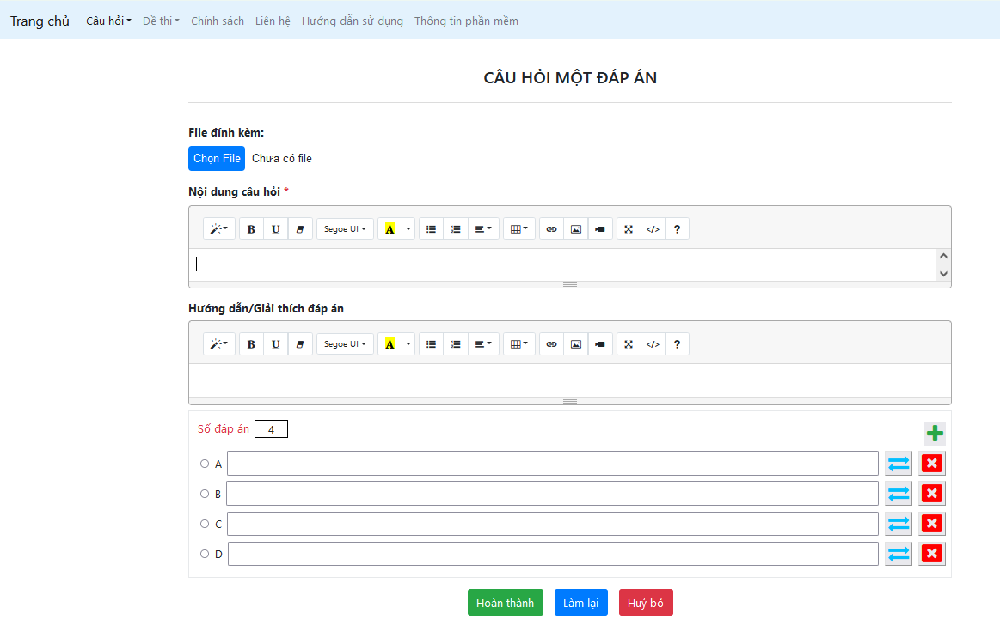 Trang chủ Câu hỏi Đề thi Chính sách Liên hệ Hướng dẫn sử dụng Thông tin phần mềm
CÂU HỎI MỘT ĐÁP ÁN
File đính kèm:
Chọn File Chưa có file
Nội dung câu hỏi *
B U Segoe UI A </> ?
Hướng dẫn/Giải thích đáp án
B U Segoe UI A </> ?
Số đáp án 4
A
B
C
D
Hoàn thành Làm lại Huỷ bỏ